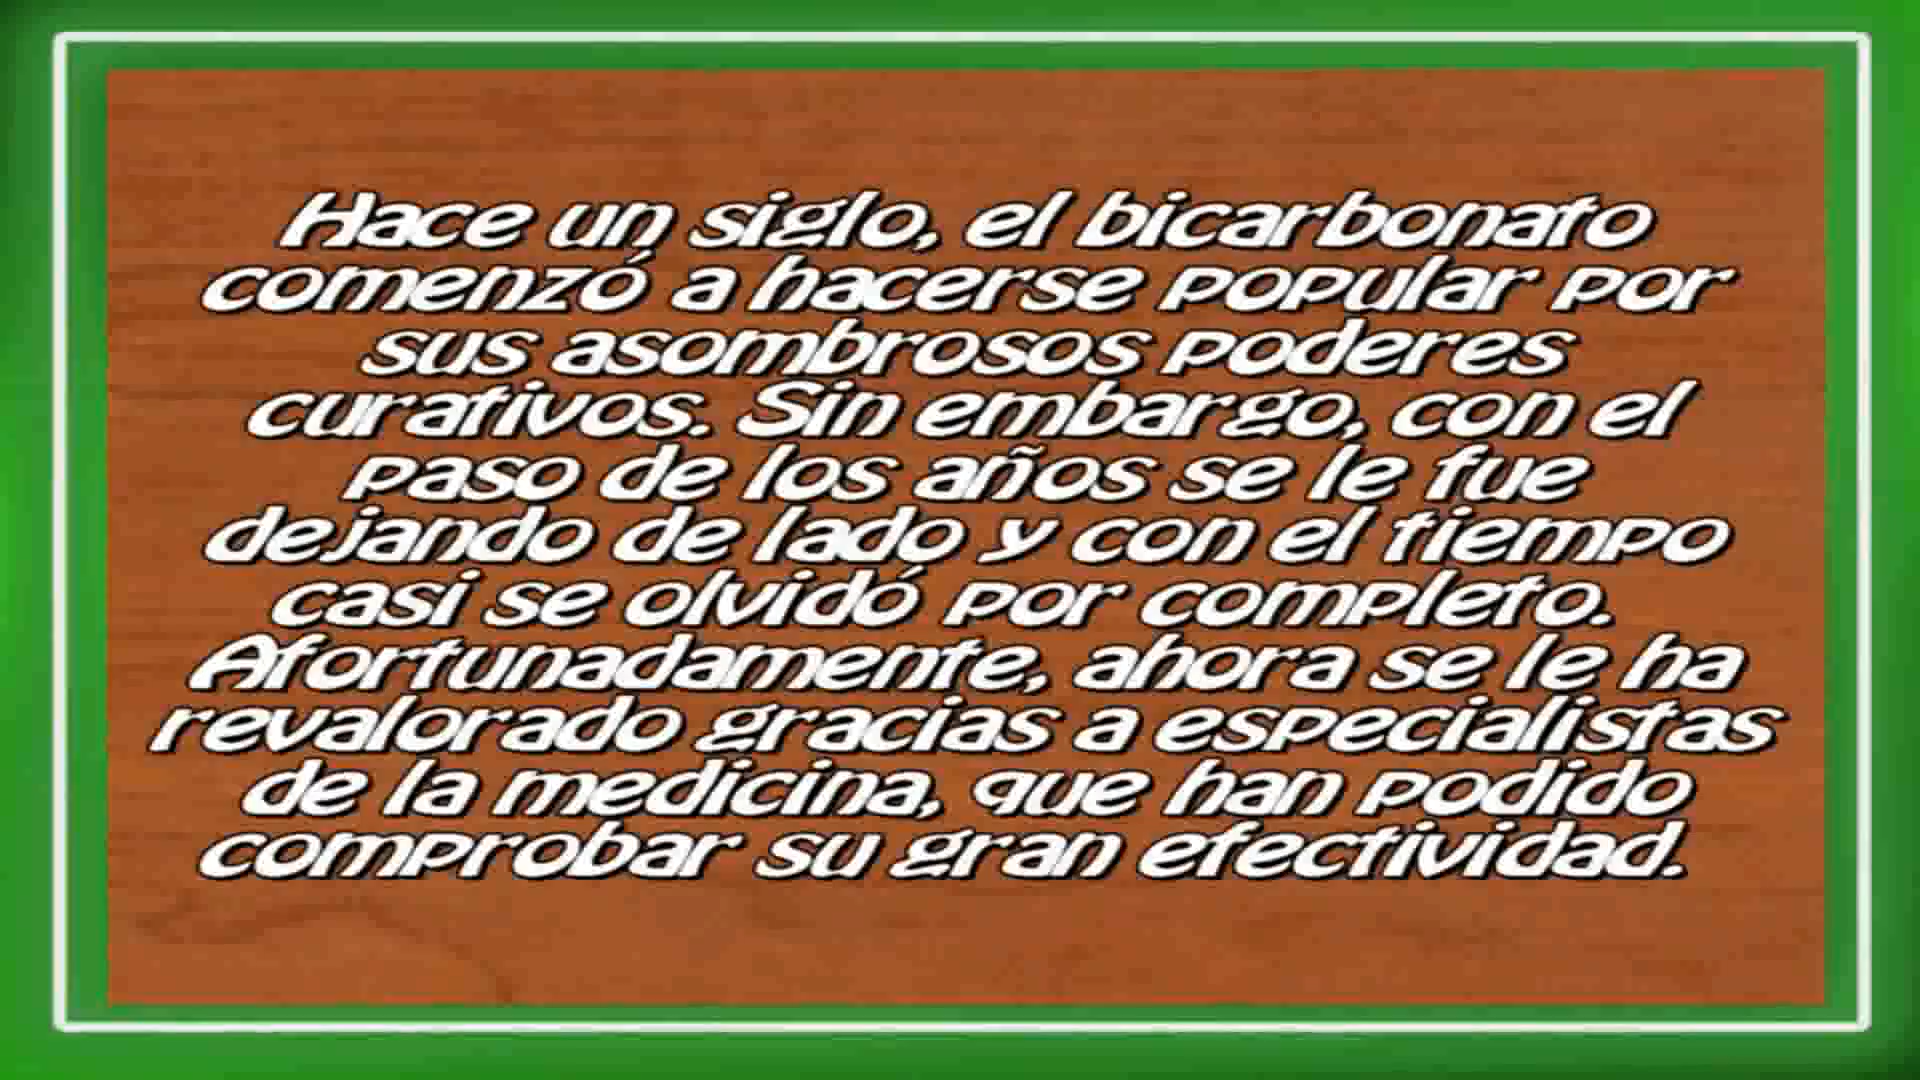 Hace un siglo, el bicarbonato
comenzó a hacerse popular por
sus asombrosos poderes
curativos. Sin embargo, con el
paso de los años se le fue
dejando de lado y con el tiempo
casi se olvidó por completo.
Afortunadamente, ahora se le ha
revalorado gracias a especialistas
de la medicina, que han podido
comprobar su gran efectividad.